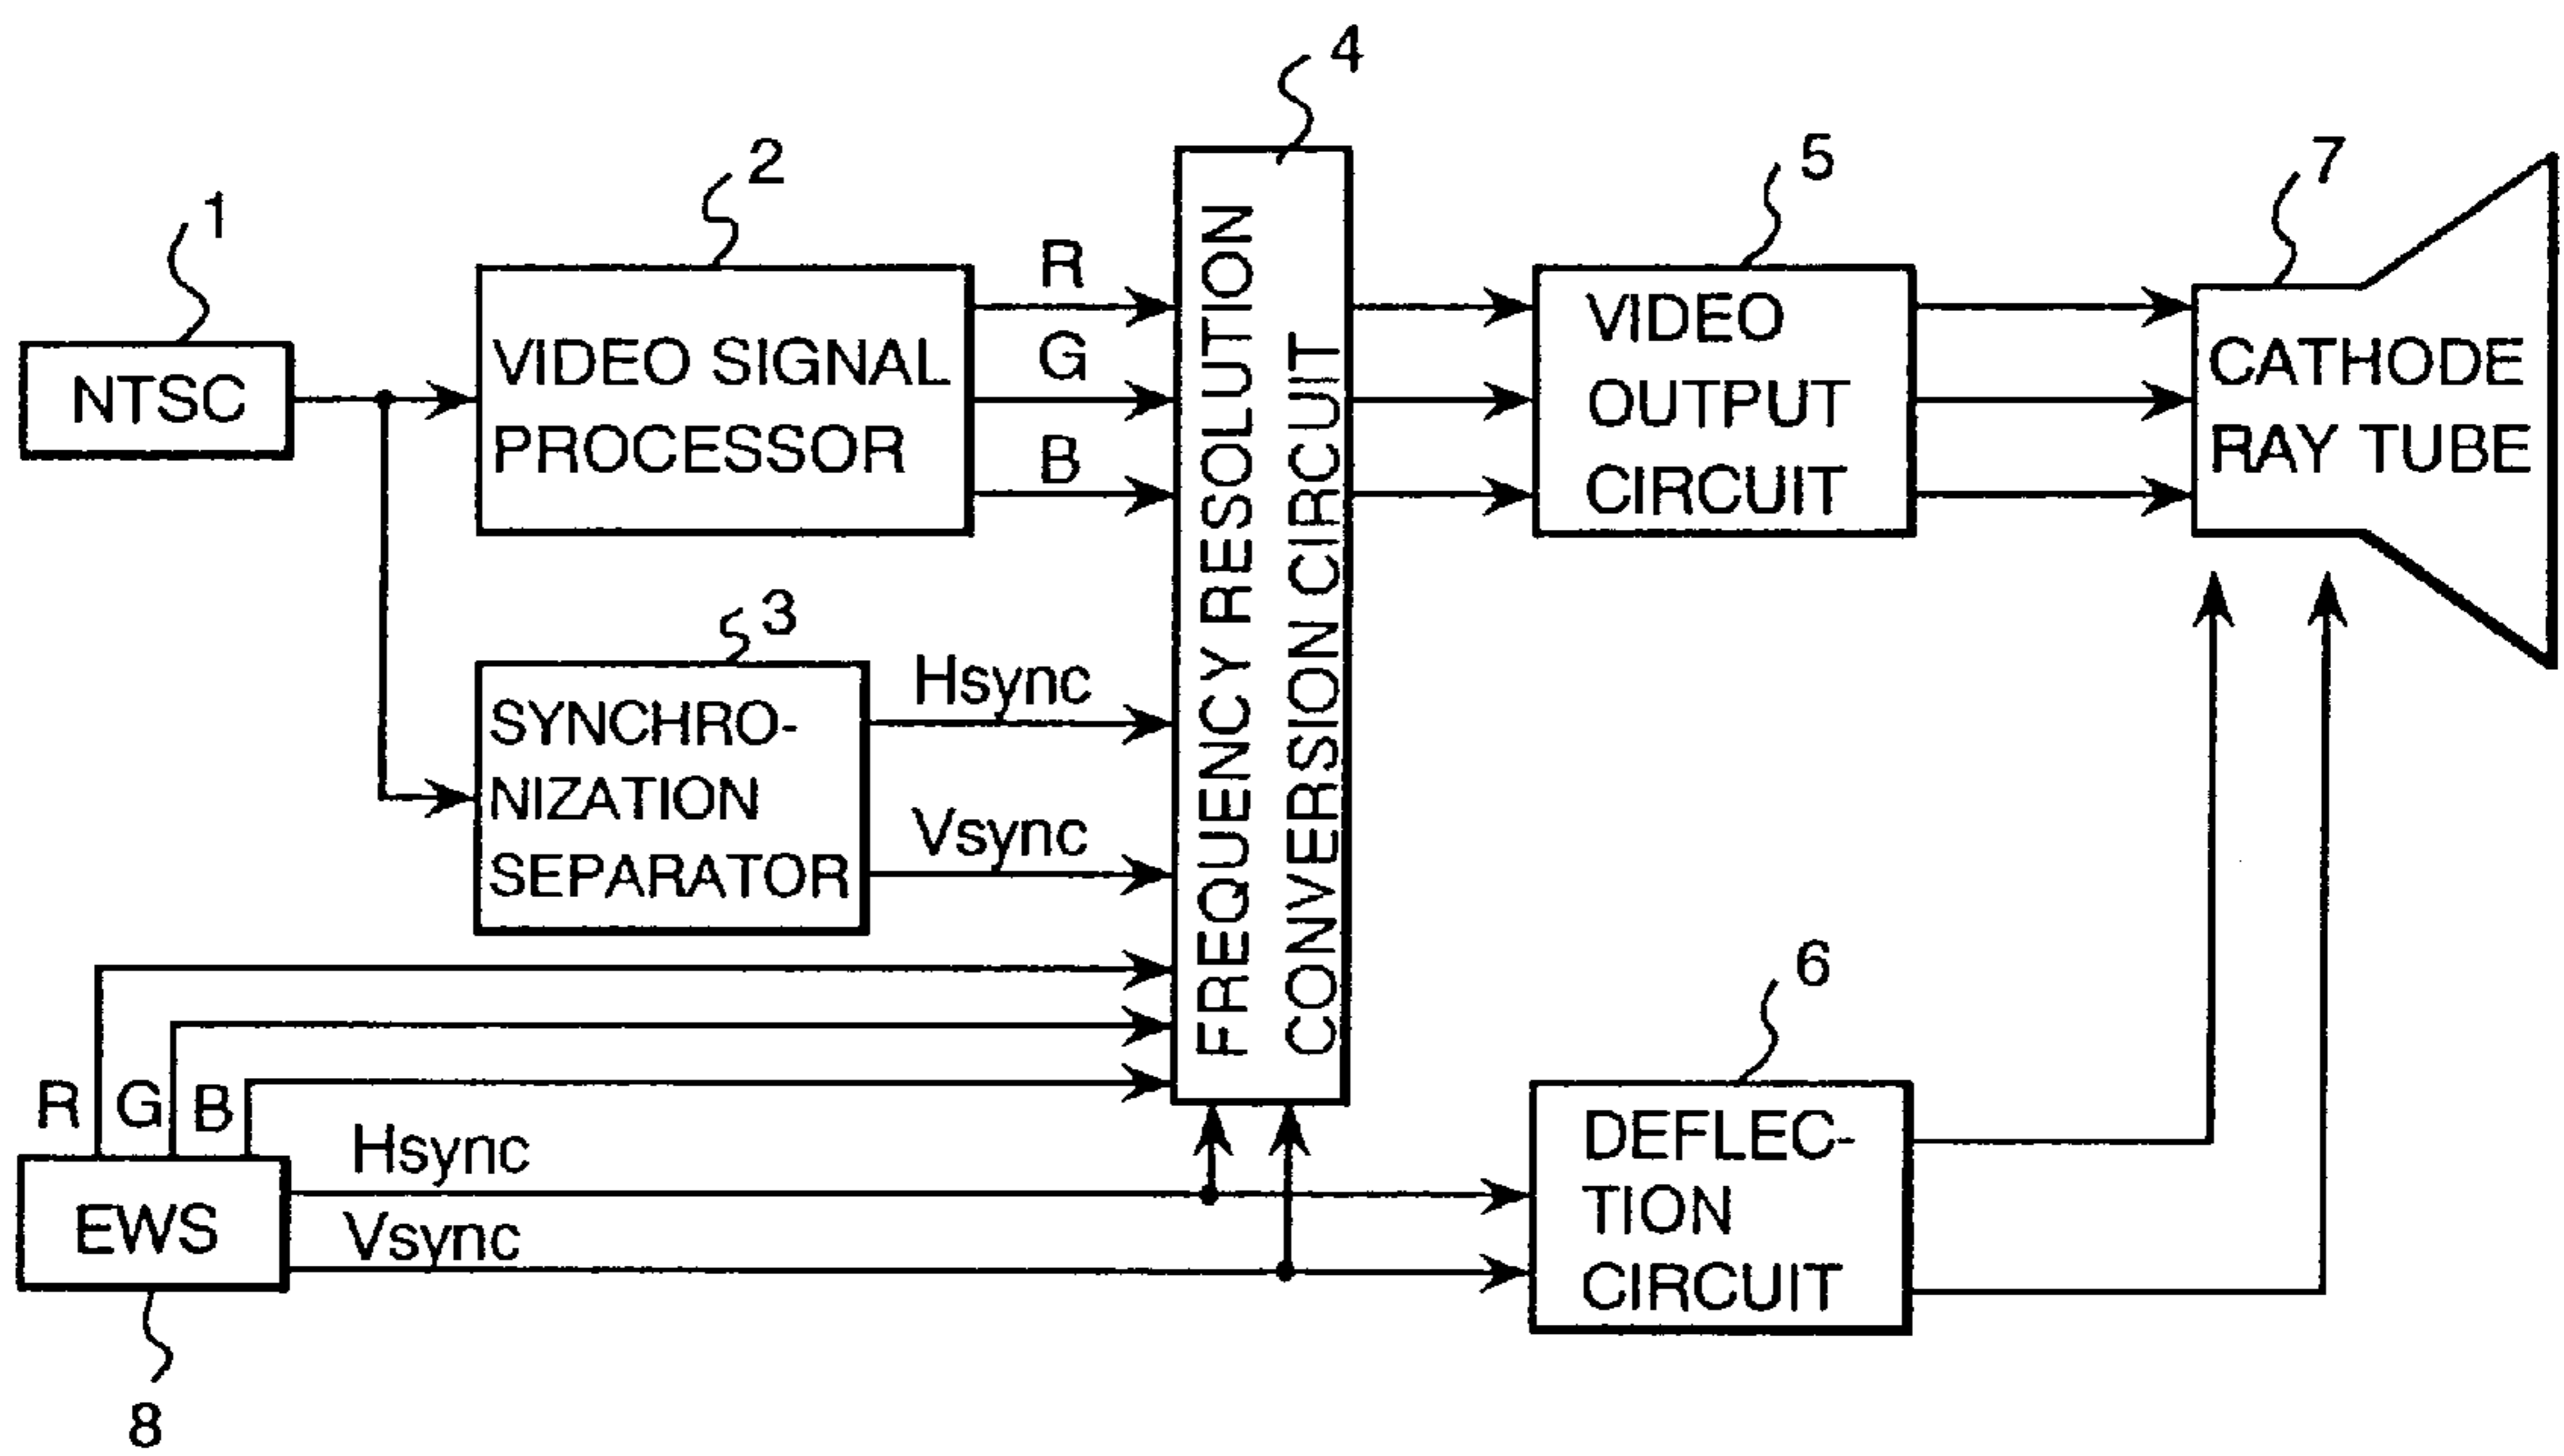 1
NTSC
2
VIDEO SIGNAL
PROCESSOR
R
G
B
3
SYNCHRO-
NIZATION
SEPARATOR
Hsync
Vsync
4
FREQUENCY RESOLUTION
CONVERSION CIRCUIT
5
VIDEO
OUTPUT
CIRCUIT
7
CATHODE
RAY TUBE
R G B
Hsync
Vsync
EWS
8
6
DEFLEC-
TION
CIRCUIT